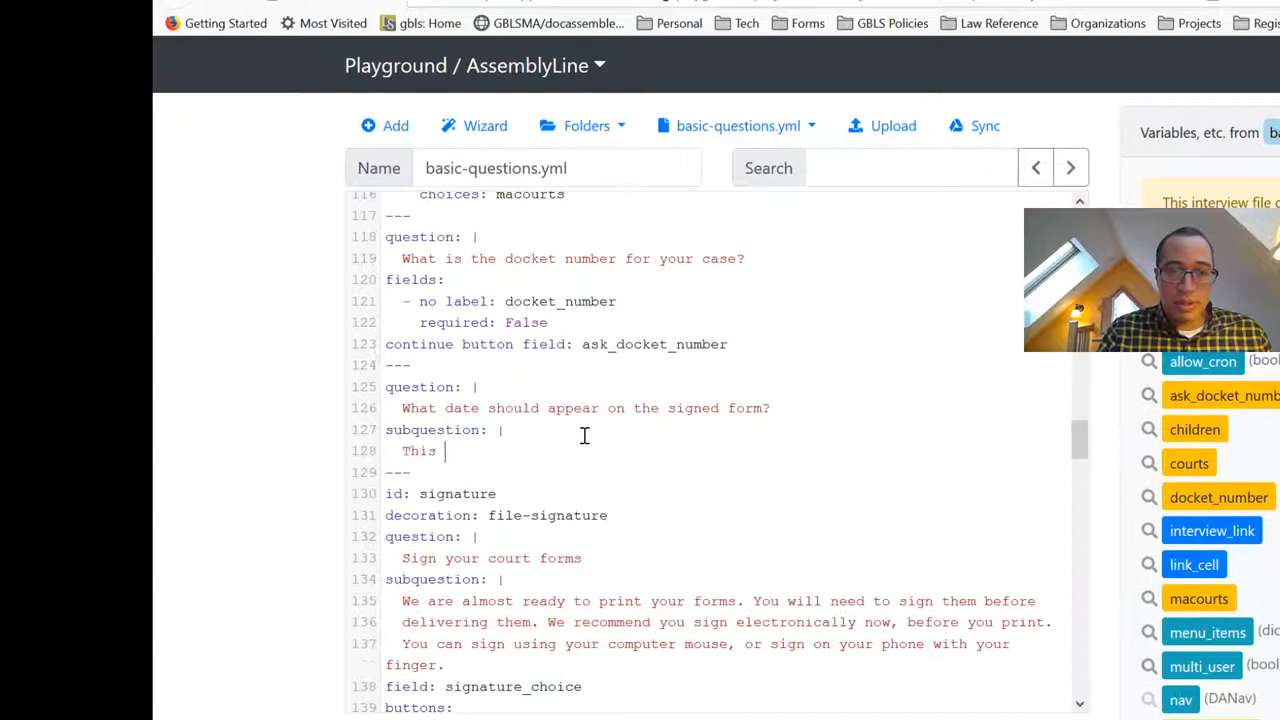 Getting Started Most Visited gbls: Home GBLSMA/docassemble... Personal Tech Forms GBLS Policies Law Reference Organizations Projects Regis
Playground / AssemblyLine
Add Wizard Folders basic-questions.yml Upload Sync
Name basic-questions.yml Search
Variables, etc. from ba
This interview file c
116 choices: macourts
117 ---
118 question: |
119 What is the docket number for your case?
120 fields:
121 - no label: docket_number
122 required: False
123 continue button field: ask_docket_number
124 ---
125 question: |
126 What date should appear on the signed form?
127 subquestion: |
128 This
129 ---
130 id: signature
131 decoration: file-signature
132 question: |
133 Sign your court forms
134 subquestion: |
135 We are almost ready to print your forms. You will need to sign them before
136 delivering them. We recommend you sign electronically now, before you print.
137 You can sign using your computer mouse, or sign on your phone with your
finger.
138 field: signature_choice
139 buttons:
allow_cron (bool
ask_docket_numb
children
courts
docket_number
interview_link
link_cell
macourts
menu_items (dic
multi_user (bool
nav (DANav)